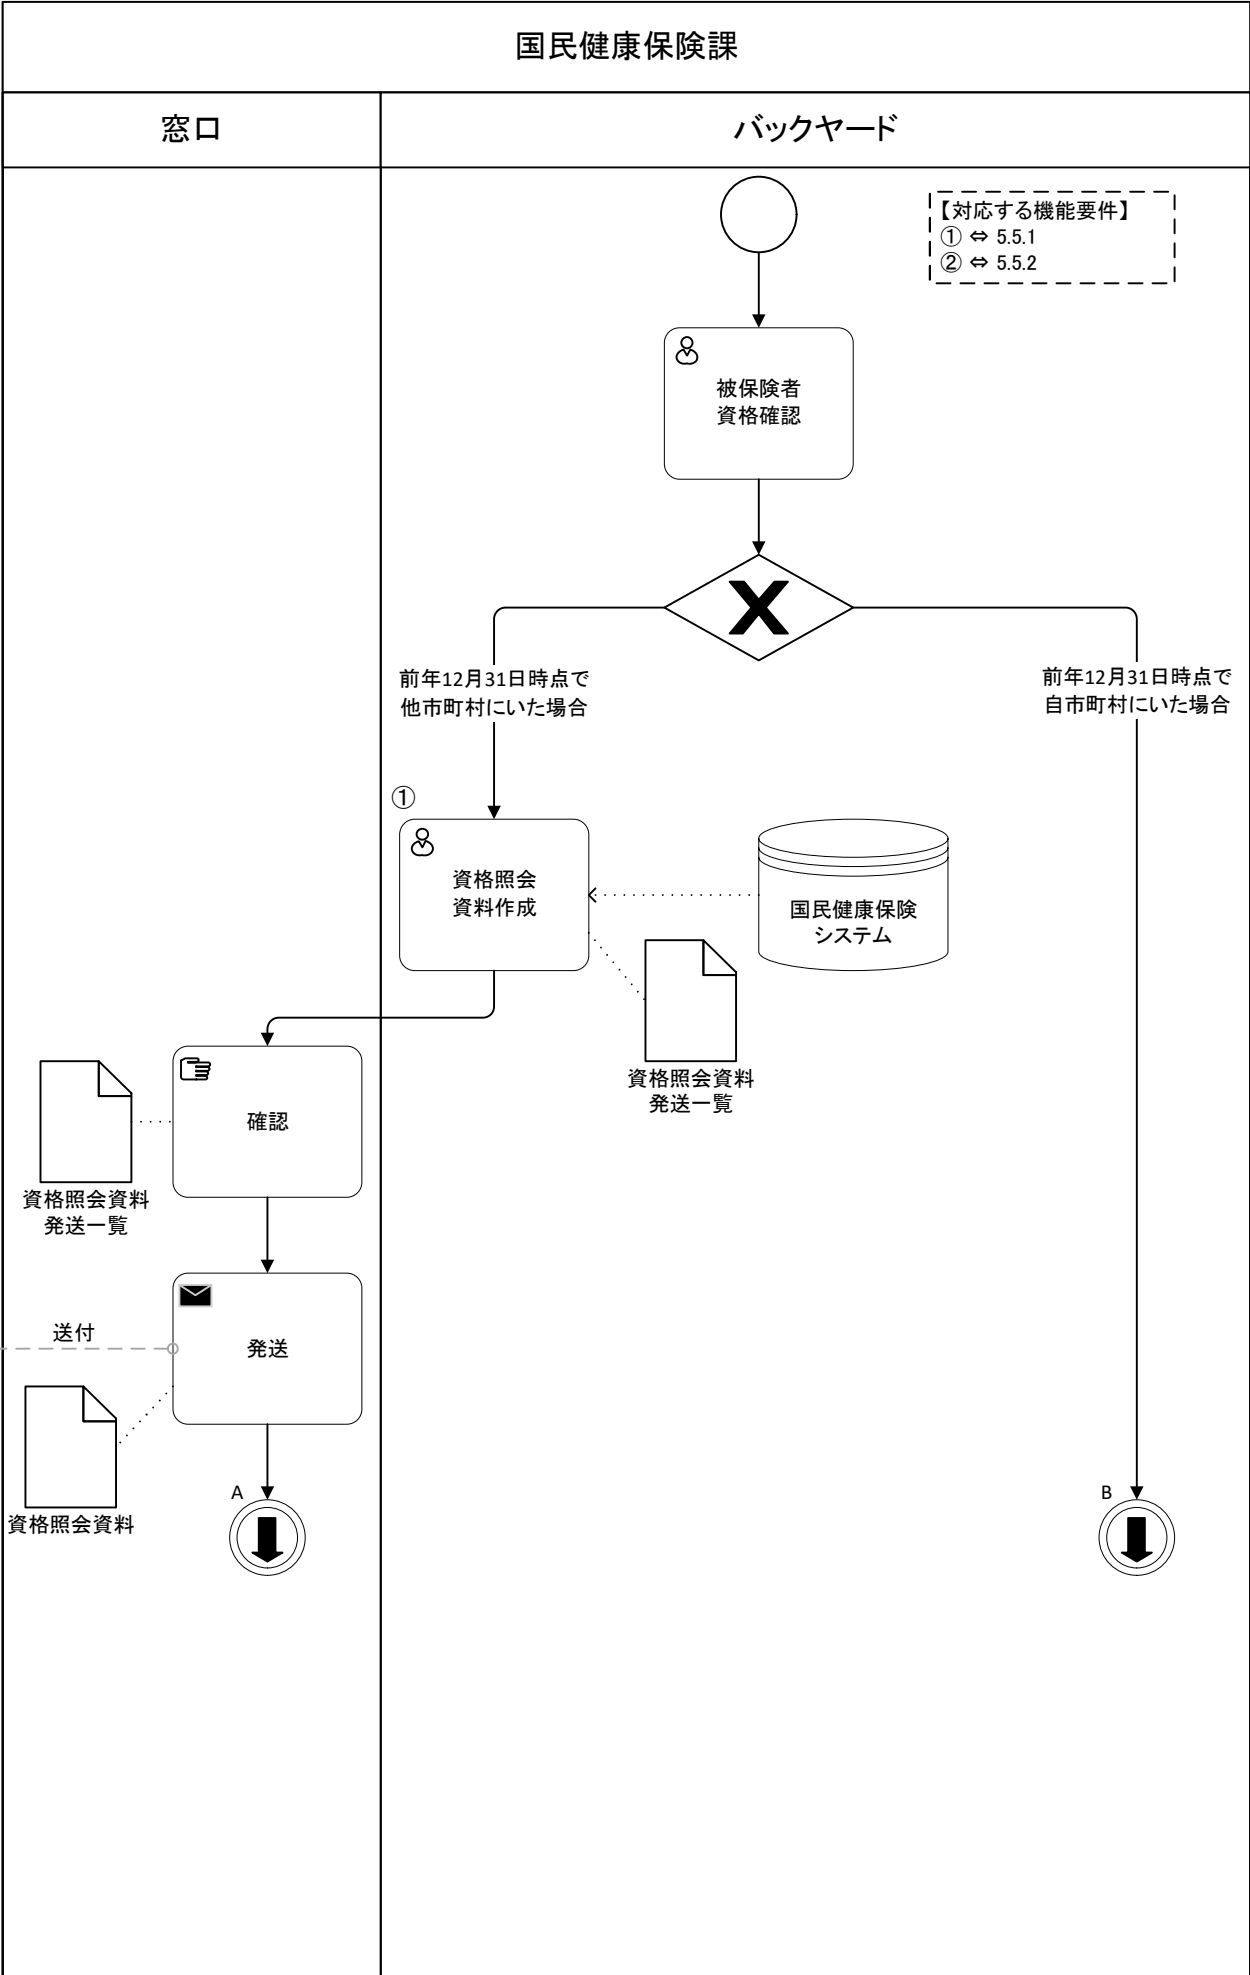 国民健康保険課
窓口
バックヤード
【対応する機能要件】
① ⇔ 5.5.1
② ⇔ 5.5.2
被保険者
資格確認
前年12月31日時点で
他市町村にいた場合
前年12月31日時点で
自市町村にいた場合
①
資格照会
資料作成
国民健康保険
システム
資格照会資料
発送一覧
確認
資格照会資料
発送一覧
送付
発送
資格照会資料
A
B